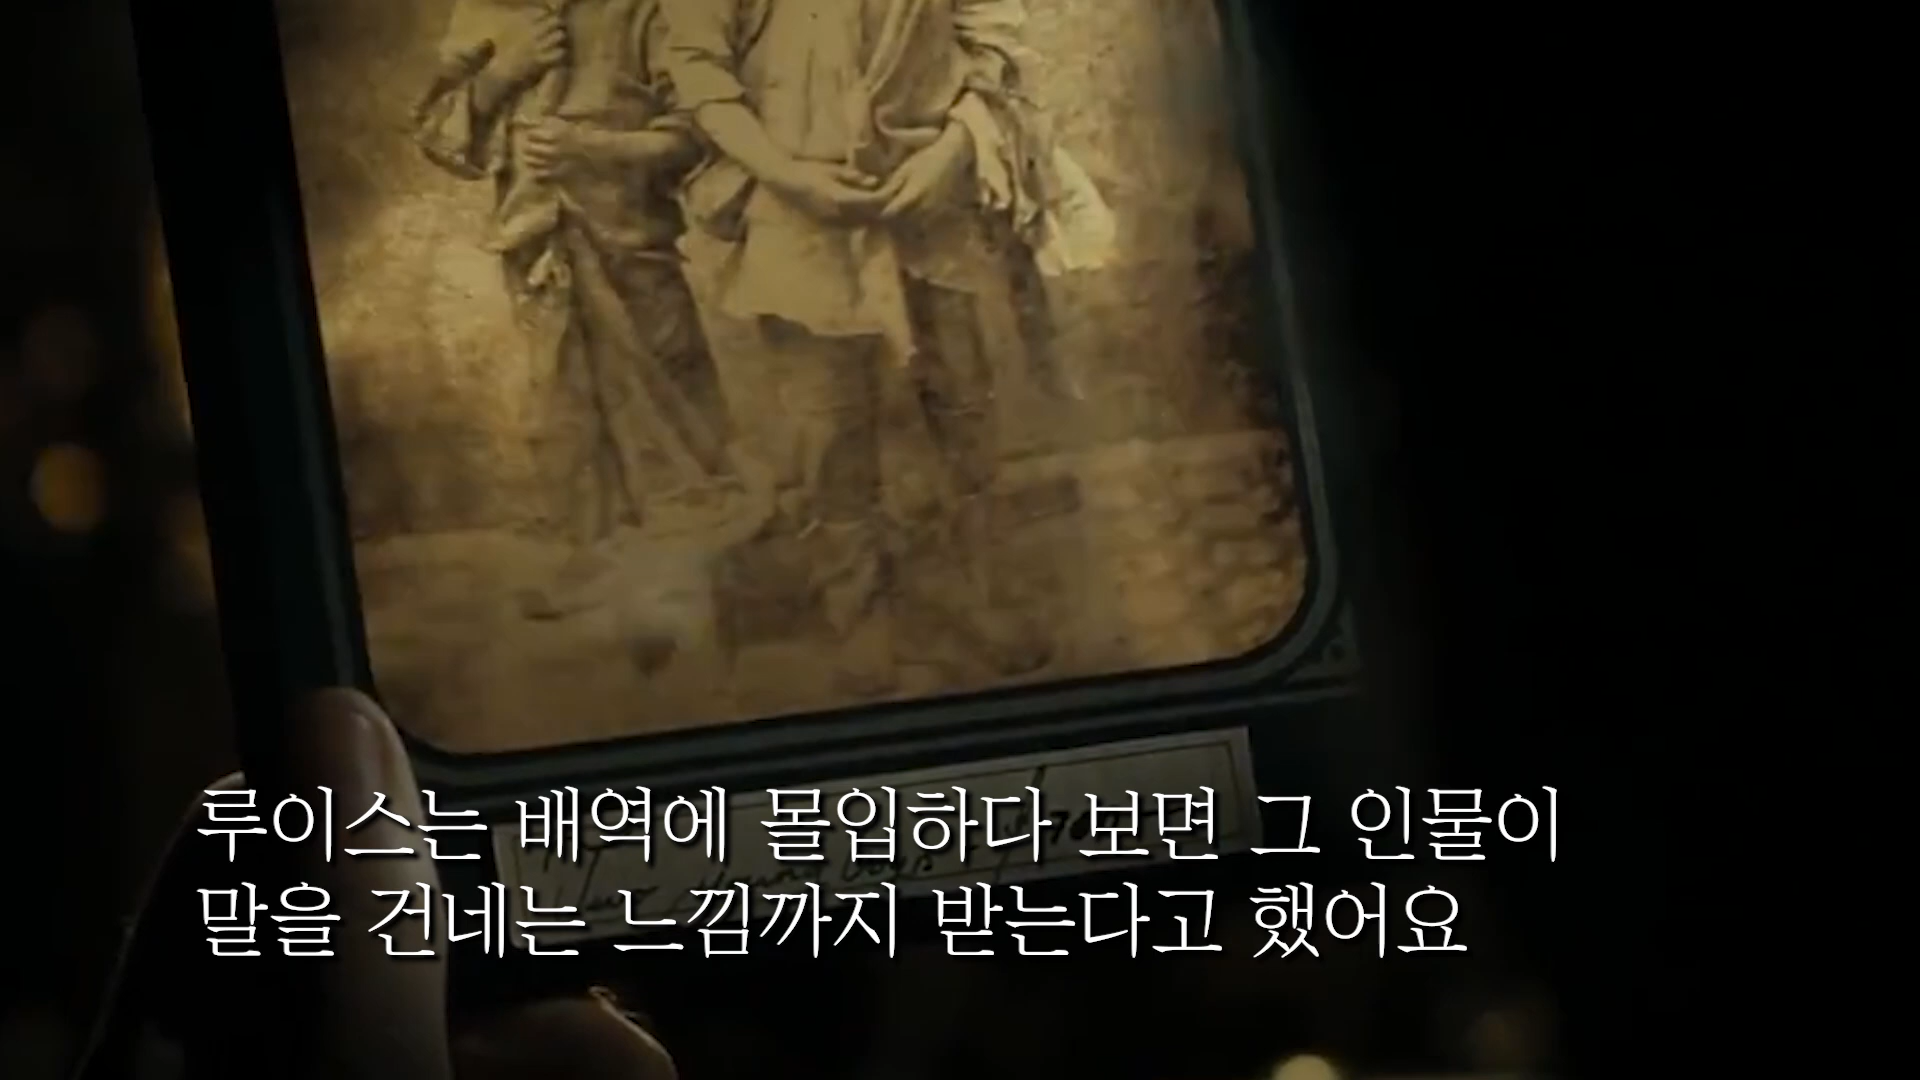 루이스는 배역에 몰입하다 보면 그 인물이
말을 건네는 느낌까지 받는다고 했어요